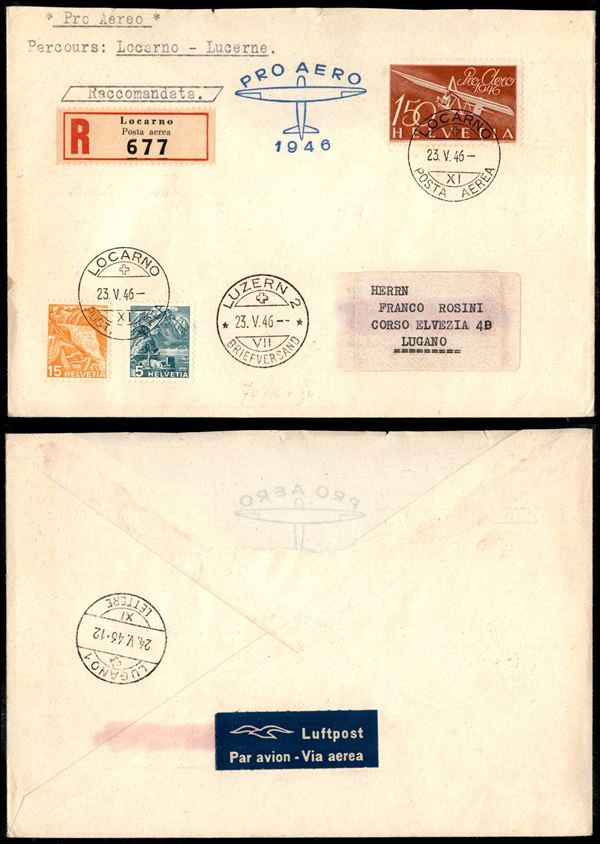 * Pro Aereo *
Parcours: Locarno - Lucerne.
Raccomandata.
R
Locarno
Posta aerea
677
PRO AERO
1946
Pro Aero
1946
150
HELVETIA
LOCARNO
23.V.46-
XI
POSTA AEREA
LOCARNO
23.V.46-
XI
15
HELVETIA
5
HELVETIA
LUZERN 2
* 23.V.46-- *
VII
BRIEFVERSAND
HERRN
FRANCO ROSINI
CORSO ELVEZIA 4D
LUGANO
PRO AERO
LUGANO 1
24.V.46-12
XI
LETTERE
Luftpost
Par avion - Via aerea